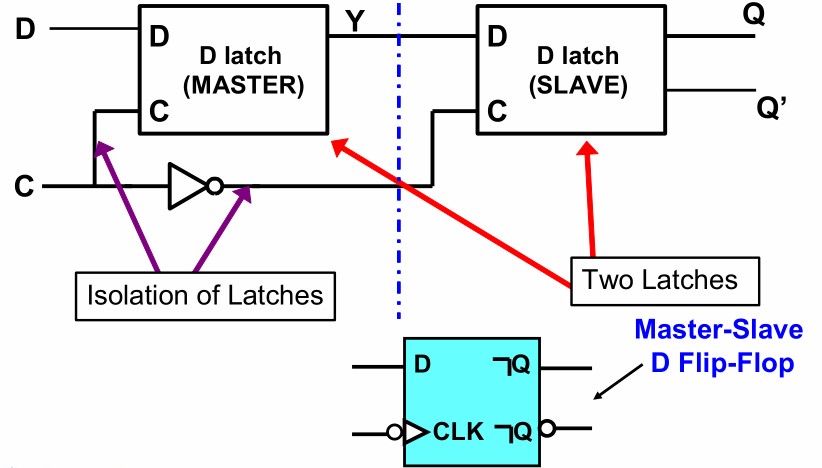 D
D
D latch
(MASTER)
C
Y
D
D latch
(SLAVE)
C
Q
Q’
C
Isolation of Latches
Two Latches
Master-Slave
D Flip-Flop
D ¬Q
CLK ¬Q